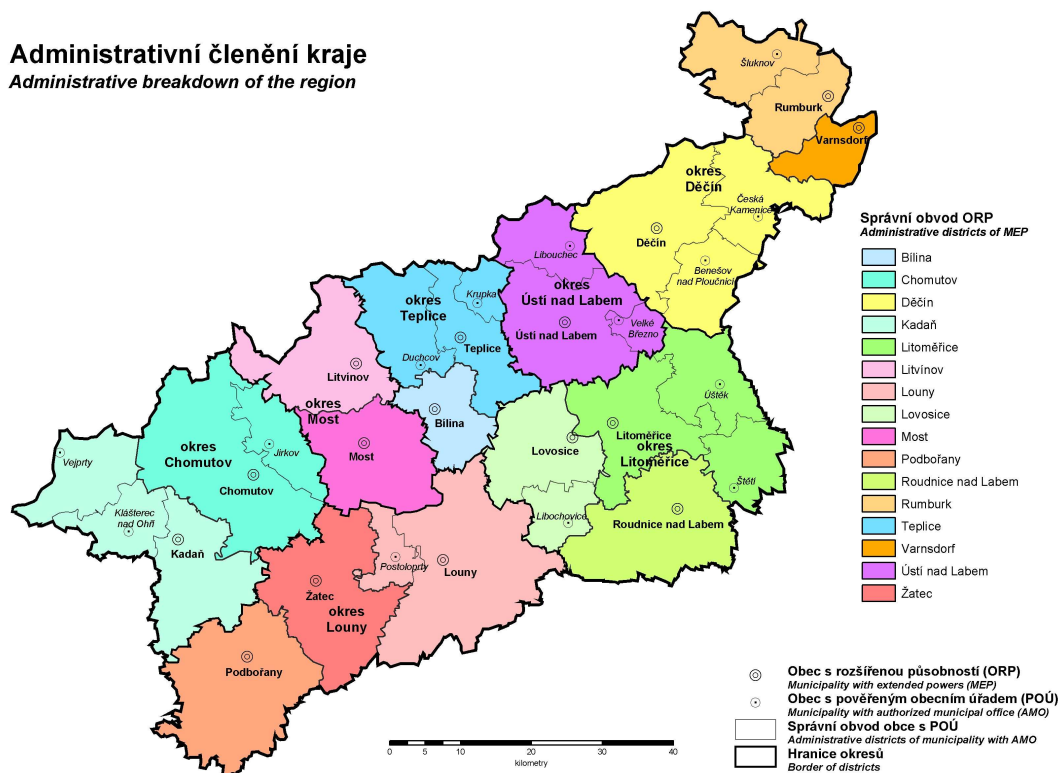 Administrativní členění kraje
Administrative breakdown of the region
Šluknov
Rumburk
Varnsdorf
okres
Děčín
Česká
Kamenice
Děčín
Benešov
nad Ploučnicí
Libouchec
okres
Ústí nad Labem
Ústí nad Labem
Velké
Březno
okres
Teplice
Krupka
Teplice
Duchcov
Litvínov
okres
Most
Most
Bílina
Úštěk
Litoměřice
okres
Litoměřice
Lovosice
Štětí
Libochovice
Roudnice nad Labem
okres
Chomutov
Jirkov
Chomutov
Vejprty
Klášterec
nad Ohří
Kadaň
Postoloprty
Louny
Žatec
okres
Louny
Podbořany
Správní obvod ORP
Administrative districts of MEP
Bílina
Chomutov
Děčín
Kadaň
Litoměřice
Litvínov
Louny
Lovosice
Most
Podbořany
Roudnice nad Labem
Rumburk
Teplice
Varnsdorf
Ústí nad Labem
Žatec
Obec s rozšířenou působností (ORP)
Municipality with extended powers (MEP)
Obec s pověřeným obecním úřadem (POÚ)
Municipality with authorized municipal office (AMO)
Správní obvod obce s POÚ
Administrative districts of municipality with AMO
Hranice okresů
Border of districts
0 5 10 20 30 40
kilometry